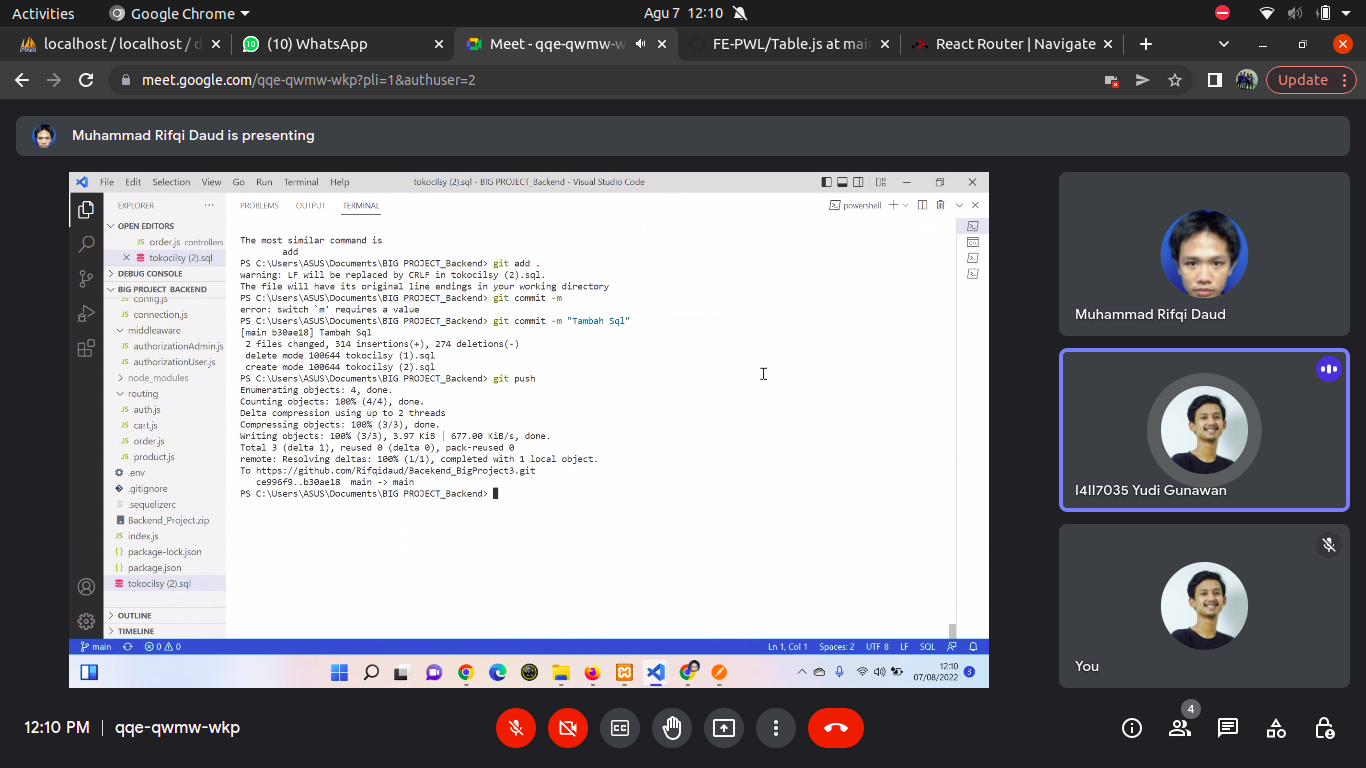 Activities
Google Chrome
Agu 7 12:10
localhost / localhost / d
(10) WhatsApp
Meet - qqe-qwmw-w
FE-PWL/Table.js at mai
React Router | Navigate
meet.google.com/qqe-qwmw-wkp?pli=1&authuser=2
Update
Muhammad Rifqi Daud is presenting
File Edit Selection View Go Run Terminal Help
tokocilsy (2).sql - BIG PROJECT_Backend - Visual Studio Code
EXPLORER
OPEN EDITORS
JS order.js controllers
tokocilsy (2).sql
DEBUG CONSOLE
BIG PROJECT_BACKEND
JS config.js
JS connection.js
middleaware
JS authorizationAdmin.js
JS authorizationUser.js
node_modules
routing
JS auth.js
JS cart.js
JS order.js
JS product.js
.env
.gitignore
.sequelizerc
Backend_Project.zip
JS index.js
{} package-lock.json
{} package.json
tokocilsy (2).sql
OUTLINE
TIMELINE
PROBLEMS OUTPUT TERMINAL
powershell
The most similar command is
add
PS C:\Users\ASUS\Documents\BIG PROJECT_Backend> git add .
warning: LF will be replaced by CRLF in tokocilsy (2).sql.
The file will have its original line endings in your working directory
PS C:\Users\ASUS\Documents\BIG PROJECT_Backend> git commit -m
error: switch `m' requires a value
PS C:\Users\ASUS\Documents\BIG PROJECT_Backend> git commit -m "Tambah Sql"
[main b30ae18] Tambah Sql
2 files changed, 314 insertions(+), 274 deletions(-)
delete mode 100644 tokocilsy (1).sql
create mode 100644 tokocilsy (2).sql
PS C:\Users\ASUS\Documents\BIG PROJECT_Backend> git push
Enumerating objects: 4, done.
Counting objects: 100% (4/4), done.
Delta compression using up to 2 threads
Compressing objects: 100% (3/3), done.
Writing objects: 100% (3/3), 3.97 KiB | 677.00 KiB/s, done.
Total 3 (delta 1), reused 0 (delta 0), pack-reused 0
remote: Resolving deltas: 100% (1/1), completed with 1 local object.
To https://github.com/Rifqidaud/Bacekend_BigProject3.git
ce996f9..b30ae18 main -> main
PS C:\Users\ASUS\Documents\BIG PROJECT_Backend>
main
0 0
Ln 1, Col 1 Spaces: 2 UTF 8 LF SQL
12:10
07/08/2022
3
Muhammad Rifqi Daud
I4II7035 Yudi Gunawan
You
12:10 PM | qqe-qwmw-wkp
4